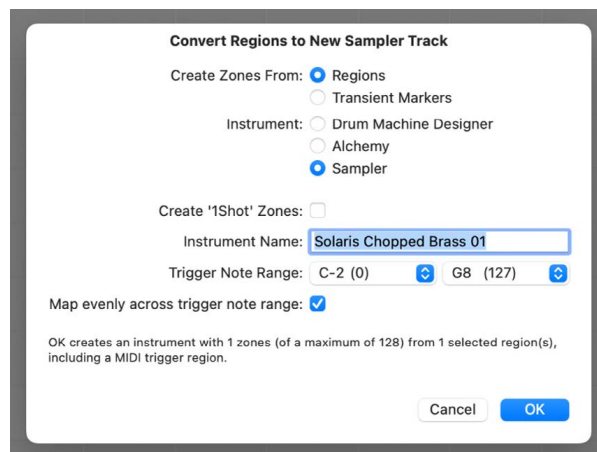 Convert Regions to New Sampler Track
Create Zones From: Regions
Transient Markers
Instrument: Drum Machine Designer
Alchemy
Sampler
Create '1Shot' Zones:
Instrument Name: Solaris Chopped Brass 01
Trigger Note Range: C-2 (0) G8 (127)
Map evenly across trigger note range:
OK creates an instrument with 1 zones (of a maximum of 128) from 1 selected region(s),
including a MIDI trigger region.
Cancel OK